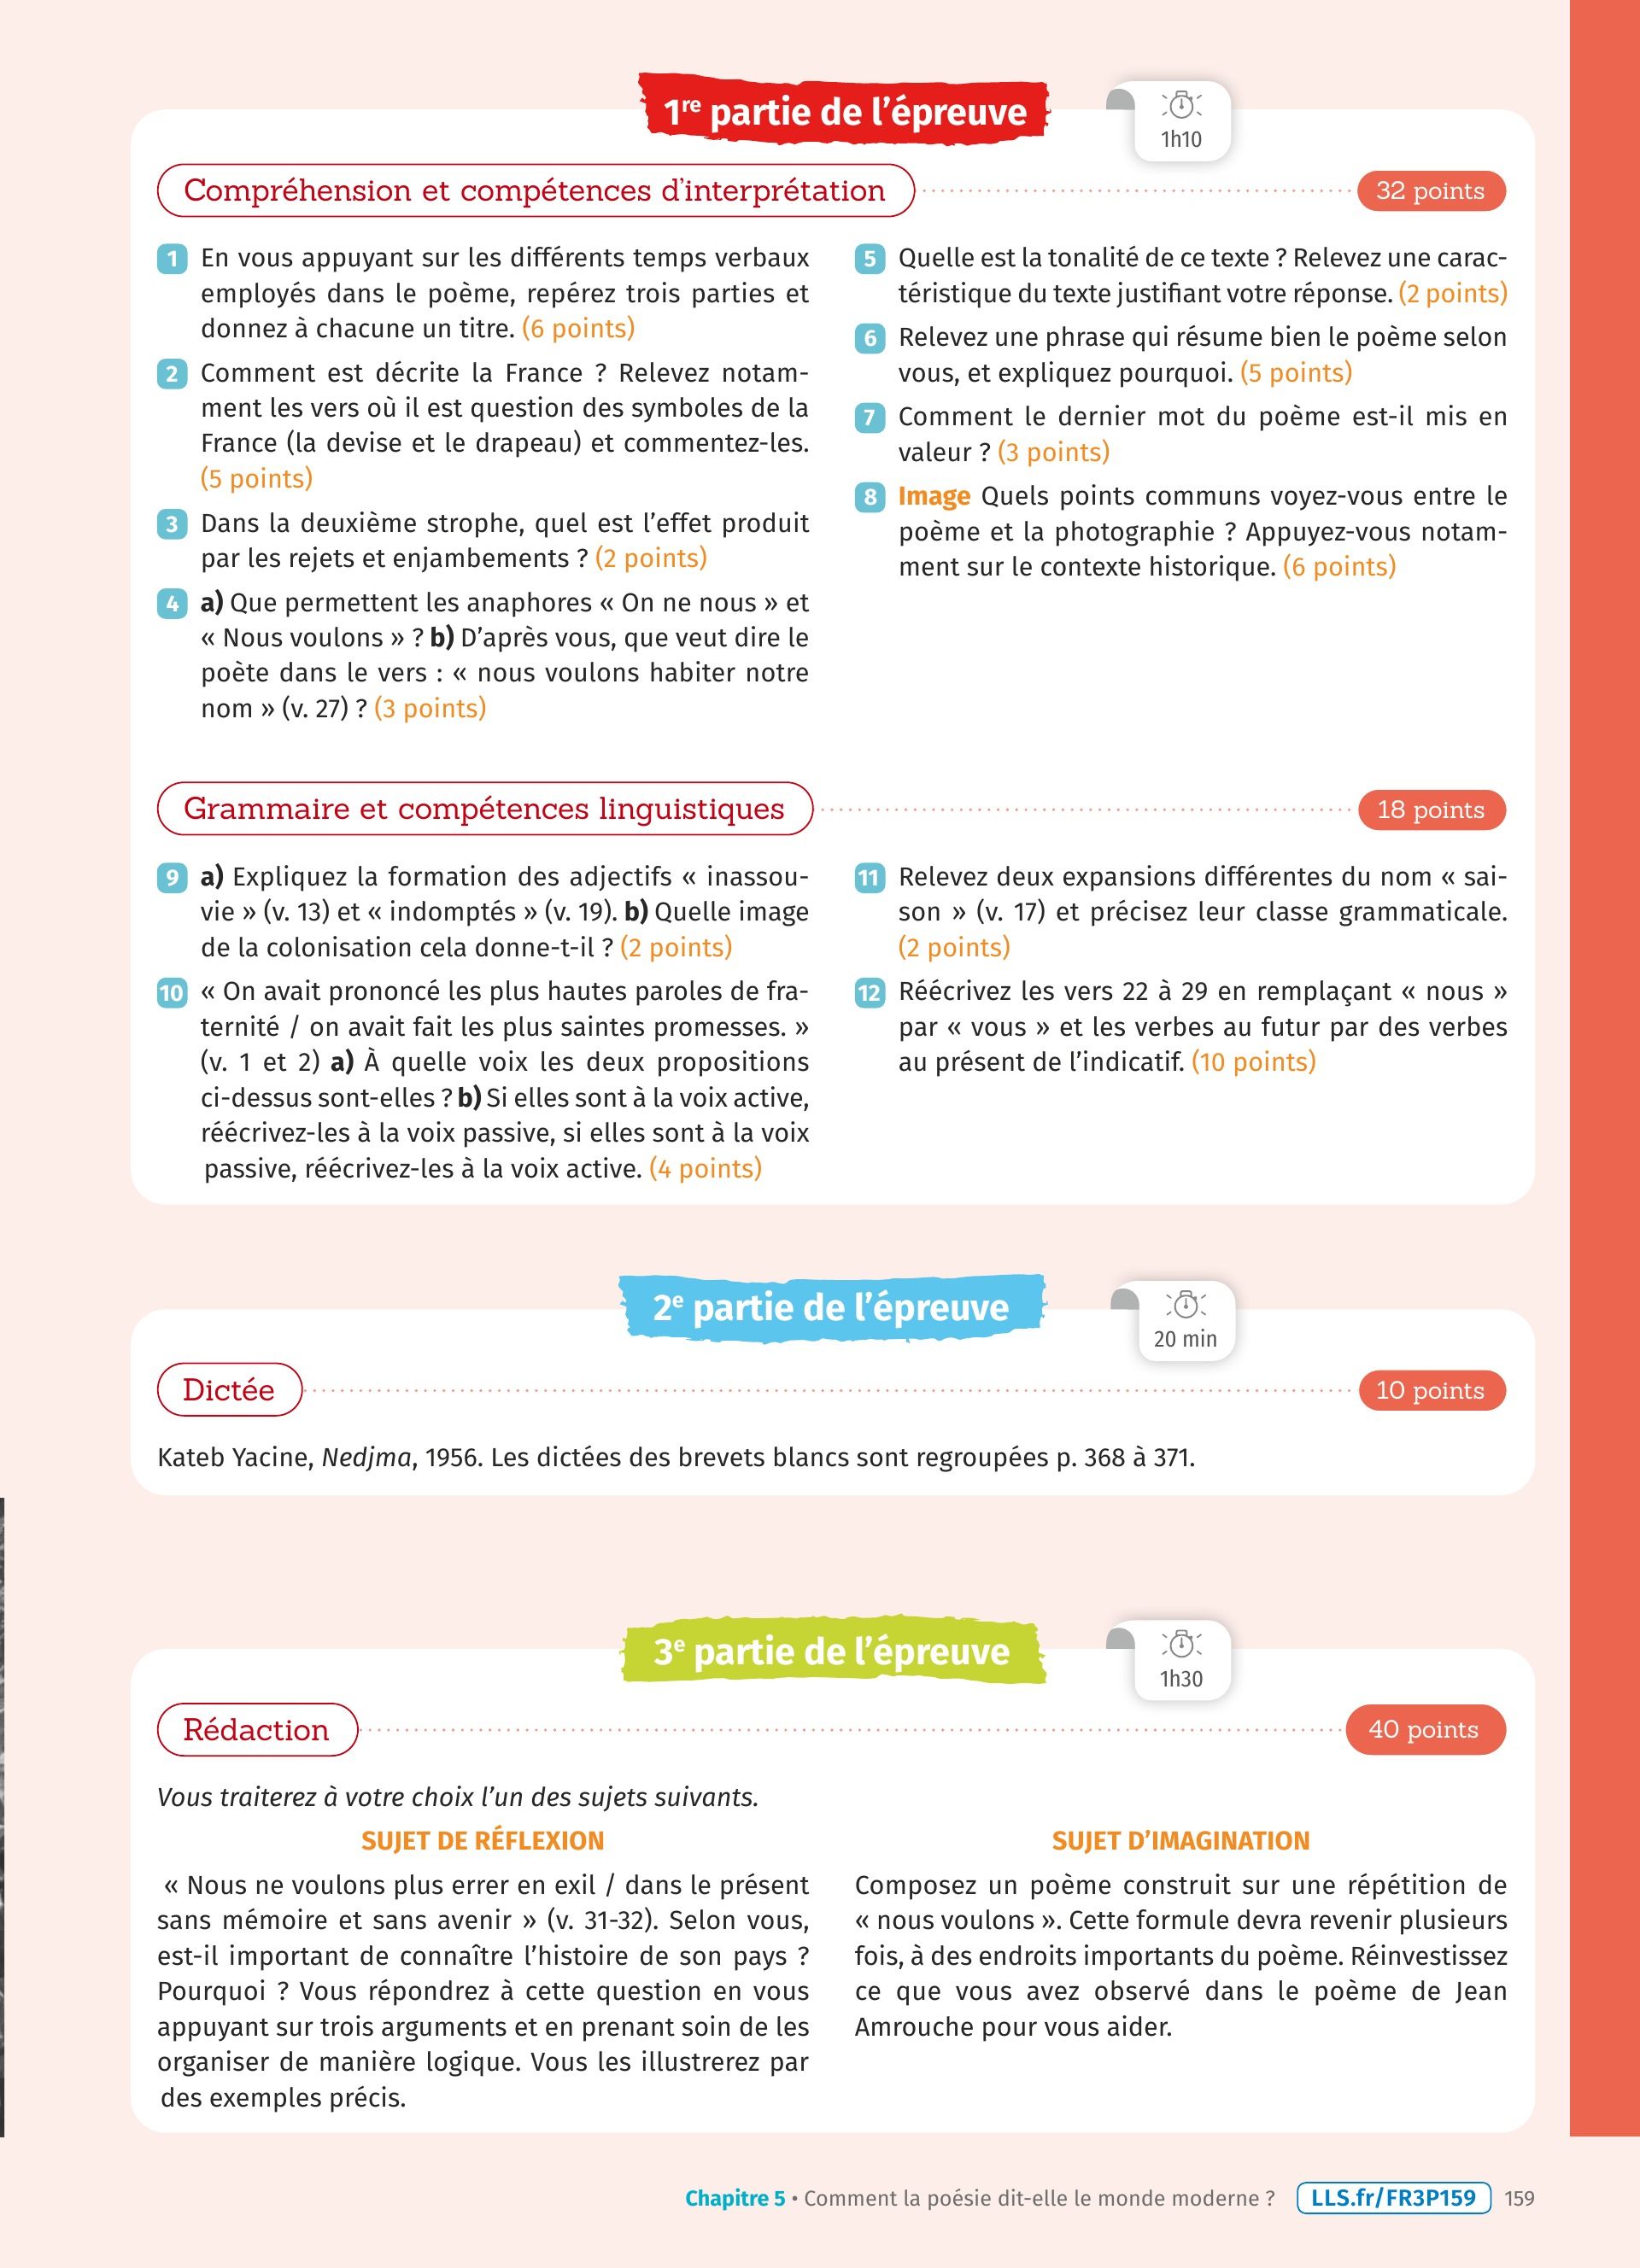 1re partie de l’épreuve
1h10
Compréhension et compétences d’interprétation
32 points
1 En vous appuyant sur les différents temps verbaux
employés dans le poème, repérez trois parties et
donnez à chacune un titre. (6 points)
2 Comment est décrite la France ? Relevez notam-
ment les vers où il est question des symboles de la
France (la devise et le drapeau) et commentez-les.
(5 points)
3 Dans la deuxième strophe, quel est l’effet produit
par les rejets et enjambements ? (2 points)
4 a) Que permettent les anaphores « On ne nous » et
« Nous voulons » ? b) D’après vous, que veut dire le
poète dans le vers : « nous voulons habiter notre
nom » (v. 27) ? (3 points)
5 Quelle est la tonalité de ce texte ? Relevez une carac-
téristique du texte justifiant votre réponse. (2 points)
6 Relevez une phrase qui résume bien le poème selon
vous, et expliquez pourquoi. (5 points)
7 Comment le dernier mot du poème est-il mis en
valeur ? (3 points)
8 Image Quels points communs voyez-vous entre le
poème et la photographie ? Appuyez-vous notam-
ment sur le contexte historique. (6 points)
Grammaire et compétences linguistiques
18 points
9 a) Expliquez la formation des adjectifs « inassou-
vie » (v. 13) et « indomptés » (v. 19). b) Quelle image
de la colonisation cela donne-t-il ? (2 points)
10 « On avait prononcé les plus hautes paroles de fra-
ternité / on avait fait les plus saintes promesses. »
(v. 1 et 2) a) À quelle voix les deux propositions
ci-dessus sont-elles ? b) Si elles sont à la voix active,
réécrivez-les à la voix passive, si elles sont à la voix
passive, réécrivez-les à la voix active. (4 points)
11 Relevez deux expansions différentes du nom « sai-
son » (v. 17) et précisez leur classe grammaticale.
(2 points)
12 Réécrivez les vers 22 à 29 en remplaçant « nous »
par « vous » et les verbes au futur par des verbes
au présent de l’indicatif. (10 points)
2e partie de l’épreuve
20 min
Dictée
10 points
Kateb Yacine, Nedjma, 1956. Les dictées des brevets blancs sont regroupées p. 368 à 371.
3e partie de l’épreuve
1h30
Rédaction
40 points
Vous traiterez à votre choix l’un des sujets suivants.
SUJET DE RÉFLEXION
« Nous ne voulons plus errer en exil / dans le présent
sans mémoire et sans avenir » (v. 31-32). Selon vous,
est-il important de connaître l’histoire de son pays ?
Pourquoi ? Vous répondrez à cette question en vous
appuyant sur trois arguments et en prenant soin de les
organiser de manière logique. Vous les illustrerez par
des exemples précis.
SUJET D’IMAGINATION
Composez un poème construit sur une répétition de
« nous voulons ». Cette formule devra revenir plusieurs
fois, à des endroits importants du poème. Réinvestissez
ce que vous avez observé dans le poème de Jean
Amrouche pour vous aider.
Chapitre 5 • Comment la poésie dit-elle le monde moderne ? LLS.fr/FR3P159 159